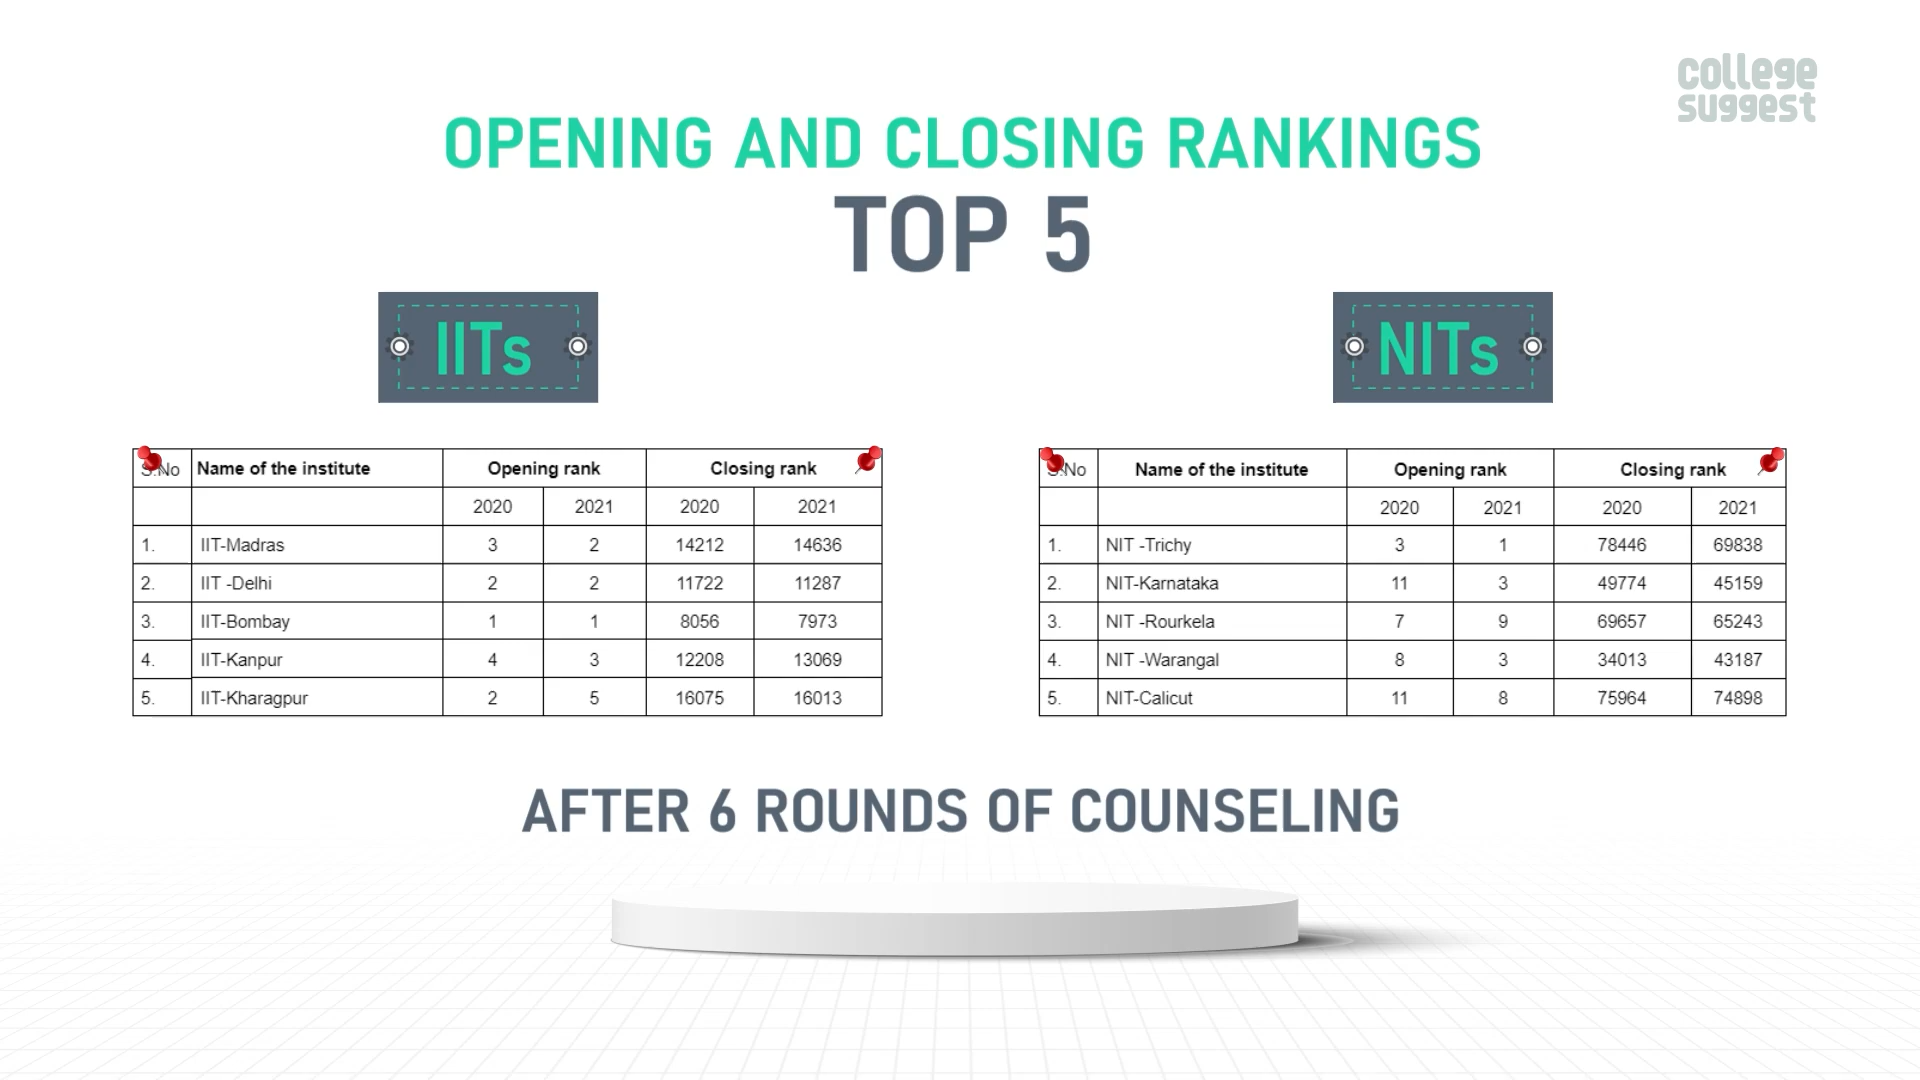 college
suggest
OPENING AND CLOSING RANKINGS
TOP 5
IITs
S.No Name of the institute Opening rank Closing rank
2020 2021 2020 2021
1. IIT-Madras 3 2 14212 14636
2. IIT -Delhi 2 2 11722 11287
3. IIT-Bombay 1 1 8056 7973
4. IIT-Kanpur 4 3 12208 13069
5. IIT-Kharagpur 2 5 16075 16013
NITs
S.No Name of the institute Opening rank Closing rank
2020 2021 2020 2021
1. NIT -Trichy 3 1 78446 69838
2. NIT-Karnataka 11 3 49774 45159
3. NIT -Rourkela 7 9 69657 65243
4. NIT -Warangal 8 3 34013 43187
5. NIT-Calicut 11 8 75964 74898
AFTER 6 ROUNDS OF COUNSELING